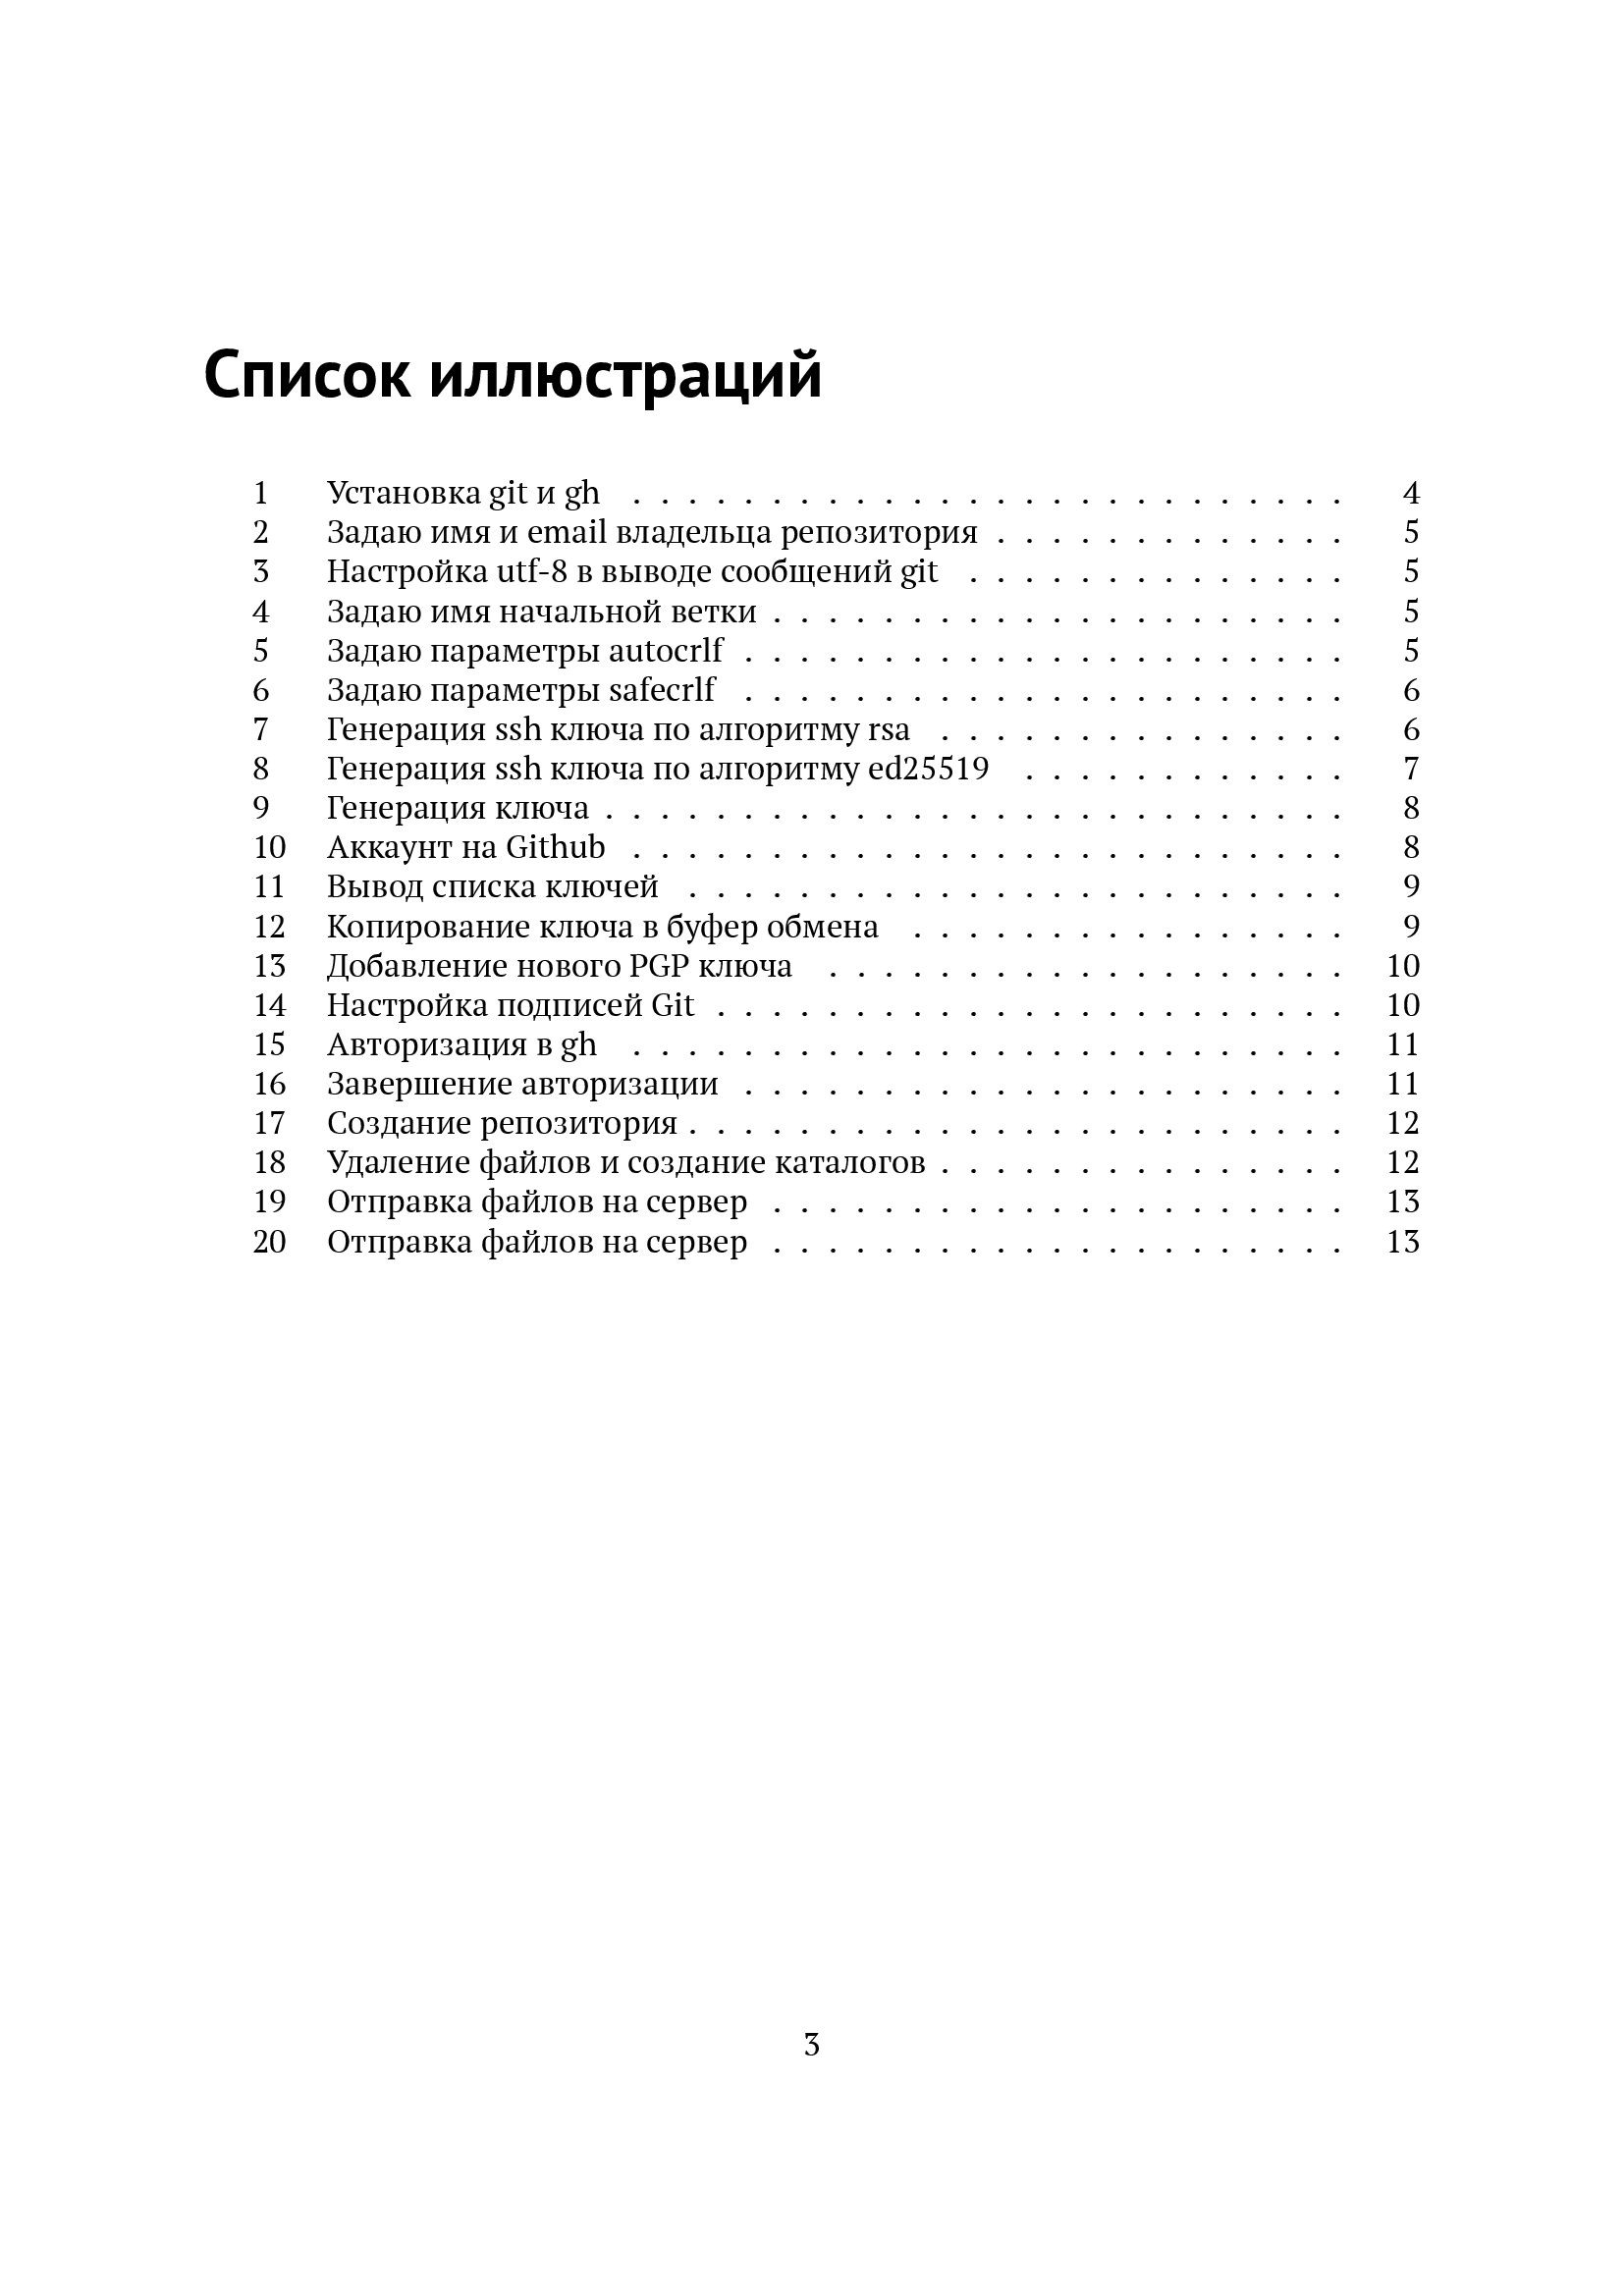 Список иллюстраций
1 Установка git и gh . . . . . . . . . . . . . . . . . . . . . . . . . . 4
2 Задаю имя и email владельца репозитория . . . . . . . . . . . . . 5
3 Настройка utf-8 в выводе сообщений git . . . . . . . . . . . . . . 5
4 Задаю имя начальной ветки . . . . . . . . . . . . . . . . . . . . . 5
5 Задаю параметры autocrlf . . . . . . . . . . . . . . . . . . . . . . 5
6 Задаю параметры safecrlf . . . . . . . . . . . . . . . . . . . . . . 6
7 Генерация ssh ключа по алгоритму rsa . . . . . . . . . . . . . . . 6
8 Генерация ssh ключа по алгоритму ed25519 . . . . . . . . . . . . 7
9 Генерация ключа . . . . . . . . . . . . . . . . . . . . . . . . . . . 8
10 Аккаунт на Github . . . . . . . . . . . . . . . . . . . . . . . . . . 8
11 Вывод списка ключей . . . . . . . . . . . . . . . . . . . . . . . . 9
12 Копирование ключа в буфер обмена . . . . . . . . . . . . . . . . 9
13 Добавление нового PGP ключа . . . . . . . . . . . . . . . . . . . 10
14 Настройка подписей Git . . . . . . . . . . . . . . . . . . . . . . . 10
15 Авторизация в gh . . . . . . . . . . . . . . . . . . . . . . . . . . 11
16 Завершение авторизации . . . . . . . . . . . . . . . . . . . . . . 11
17 Создание репозитория . . . . . . . . . . . . . . . . . . . . . . . . 12
18 Удаление файлов и создание каталогов . . . . . . . . . . . . . . . 12
19 Отправка файлов на сервер . . . . . . . . . . . . . . . . . . . . . 13
20 Отправка файлов на сервер . . . . . . . . . . . . . . . . . . . . . 13
3